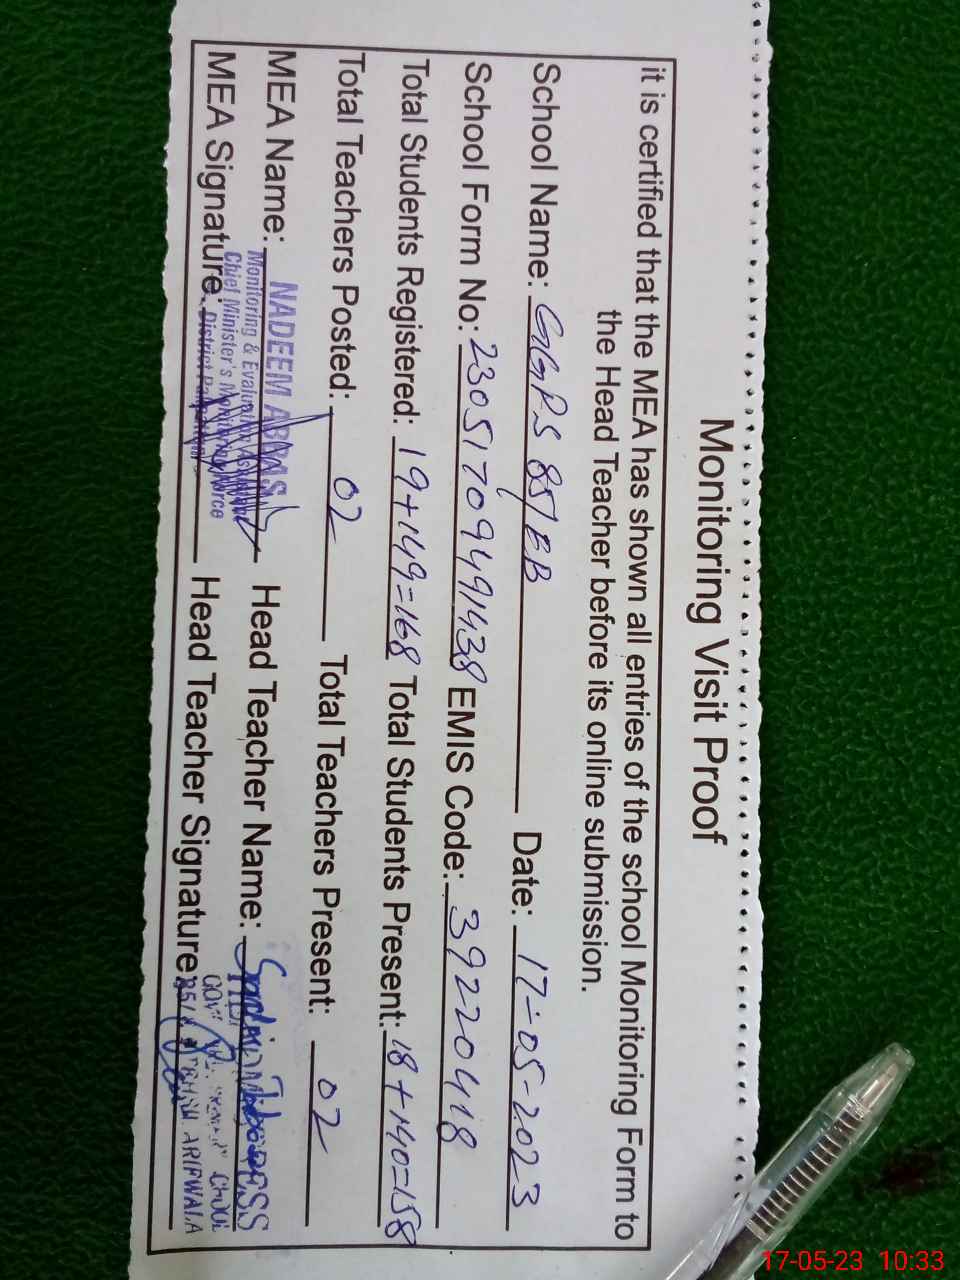 Monitoring Visit Proof
it is certified that the MEA has shown all entries of the school Monitoring Form to
the Head Teacher before its online submission.
School Name: GGPS 85/EB Date: 17-05-2023
School Form No: 23051709491438 EMIS Code: 39220418
Total Students Registered: 19+149=168 Total Students Present: 18+140=158
Total Teachers Posted: 02 Total Teachers Present: 02
MEA Name: NADEEM ABBAS Head Teacher Name:
Monitoring & Evaluation
Chief Minister's Monitoring Force
MEA Signature: District Head Teacher Signature:
ARIFWALA
17-05-23 10:33